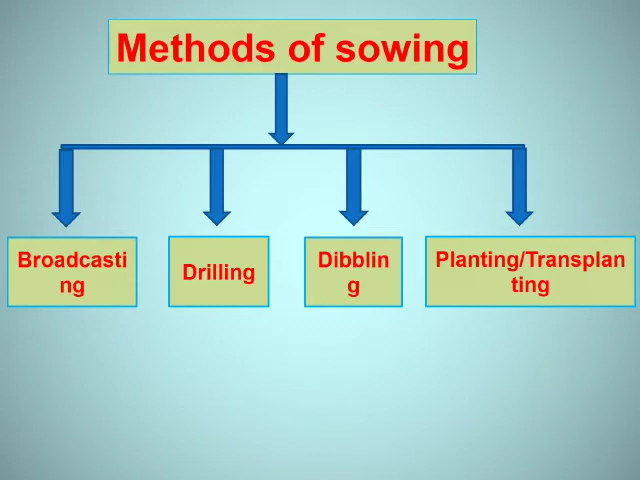 Methods of sowing
Broadcasti
ng
Drilling
Dibblin
g
Planting/Transplan
ting